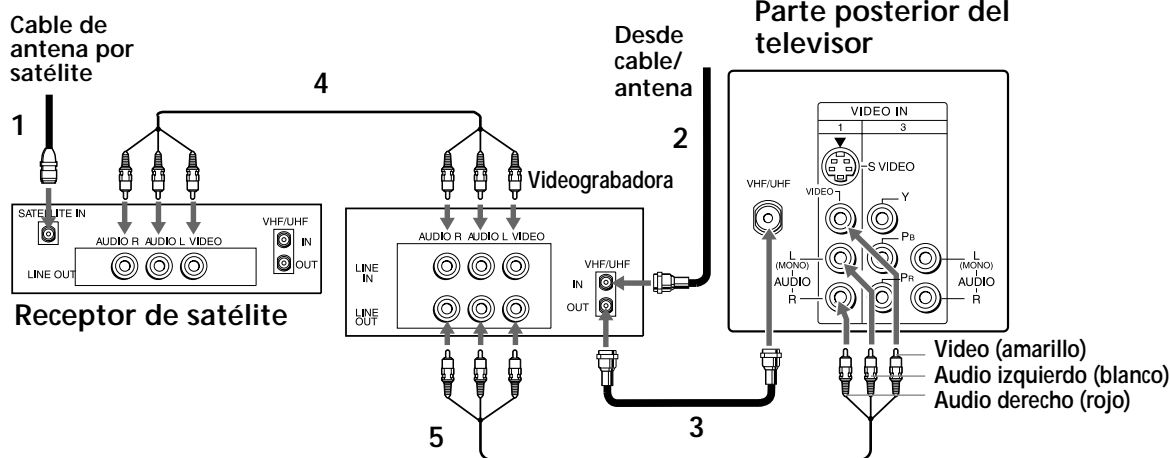 Cable de
antena por
satélite
1
4
Desde
cable/
antena
2
Parte posterior del
televisor
VIDEO IN
1
3
S VIDEO
VHF/UHF
VIDEO
Y
PB
L
(MONO)
AUDIO
R
PR
L
(MONO)
AUDIO
R
Videograbadora
SATELLITE IN
AUDIO R AUDIO L VIDEO
VHF/UHF
IN
OUT
LINE OUT
Receptor de satélite
AUDIO R AUDIO L VIDEO
LINE
IN
LINE
OUT
VHF/UHF
IN
OUT
Video (amarillo)
Audio izquierdo (blanco)
Audio derecho (rojo)
5
3